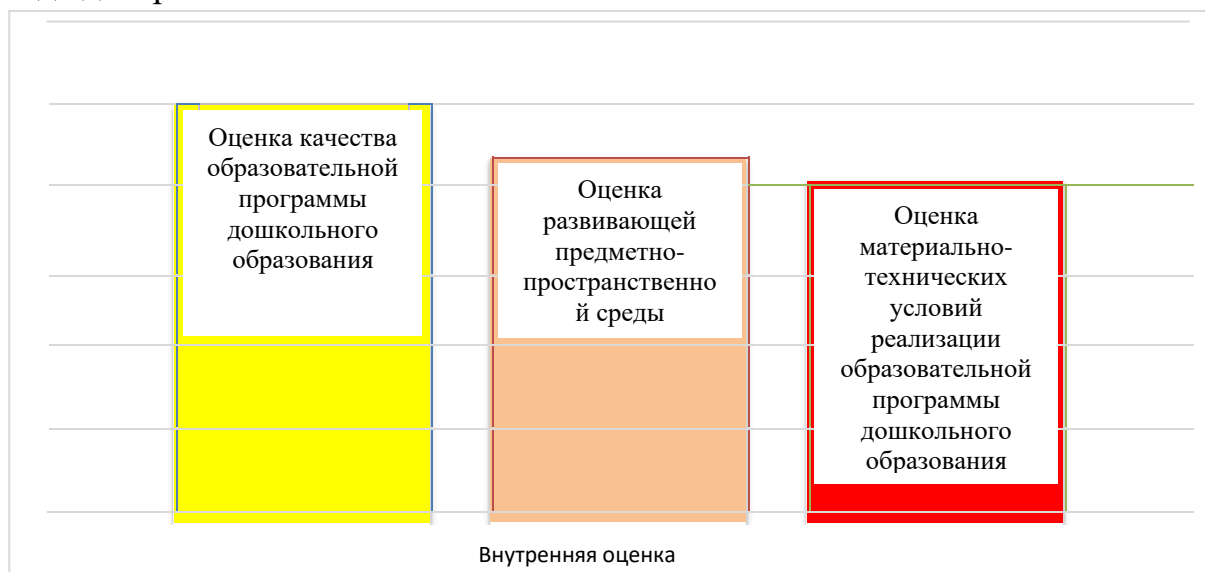 Оценка качества
образовательной
программы
дошкольного
образования
Оценка
развивающей
предметно-
пространственно
й среды
Оценка
материально-
технических
условий
реализации
образовательной
программы
дошкольного
образования
Внутренняя оценка